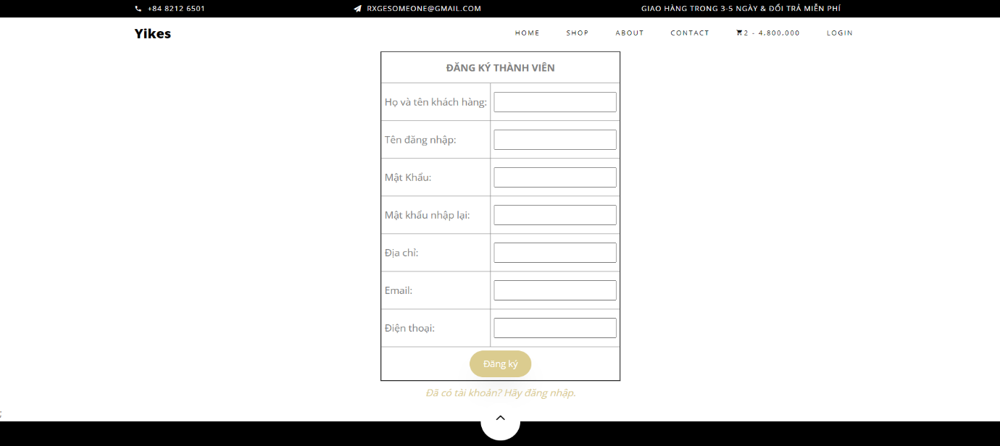 +84 8212 6501
RXGESOMEONE@GMAIL.COM
GIAO HÀNG TRONG 3-5 NGÀY & ĐỔI TRẢ MIỄN PHÍ
Yikes
HOME SHOP ABOUT CONTACT 2 - 4,800,000 LOGIN
ĐĂNG KÝ THÀNH VIÊN
Họ và tên khách hàng:
Tên đăng nhập:
Mật Khẩu:
Mật khẩu nhập lại:
Địa chỉ:
Email:
Điện thoại:
Đăng ký
Đã có tài khoản? Hãy đăng nhập.
;